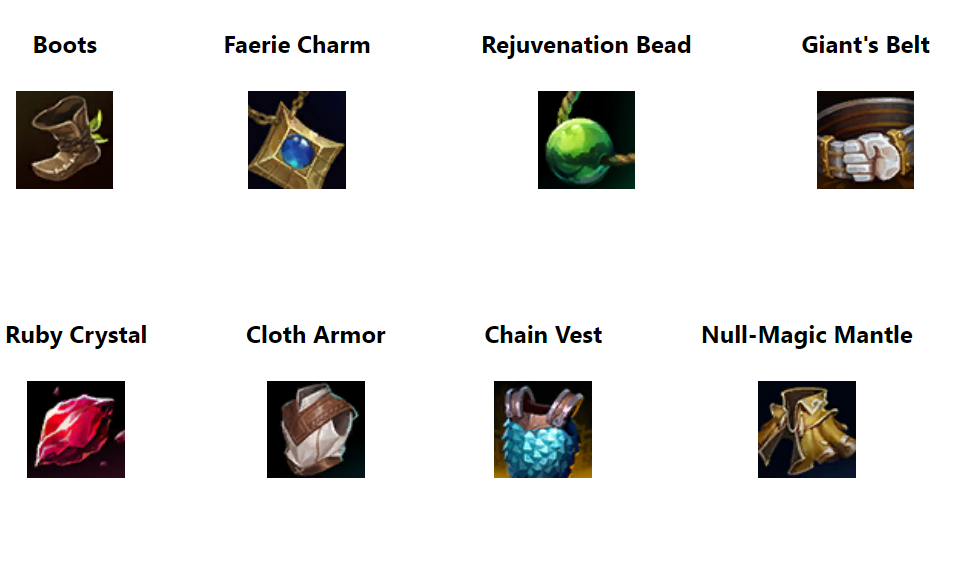 Boots
Faerie Charm
Rejuvenation Bead
Giant's Belt
Ruby Crystal
Cloth Armor
Chain Vest
Null-Magic Mantle